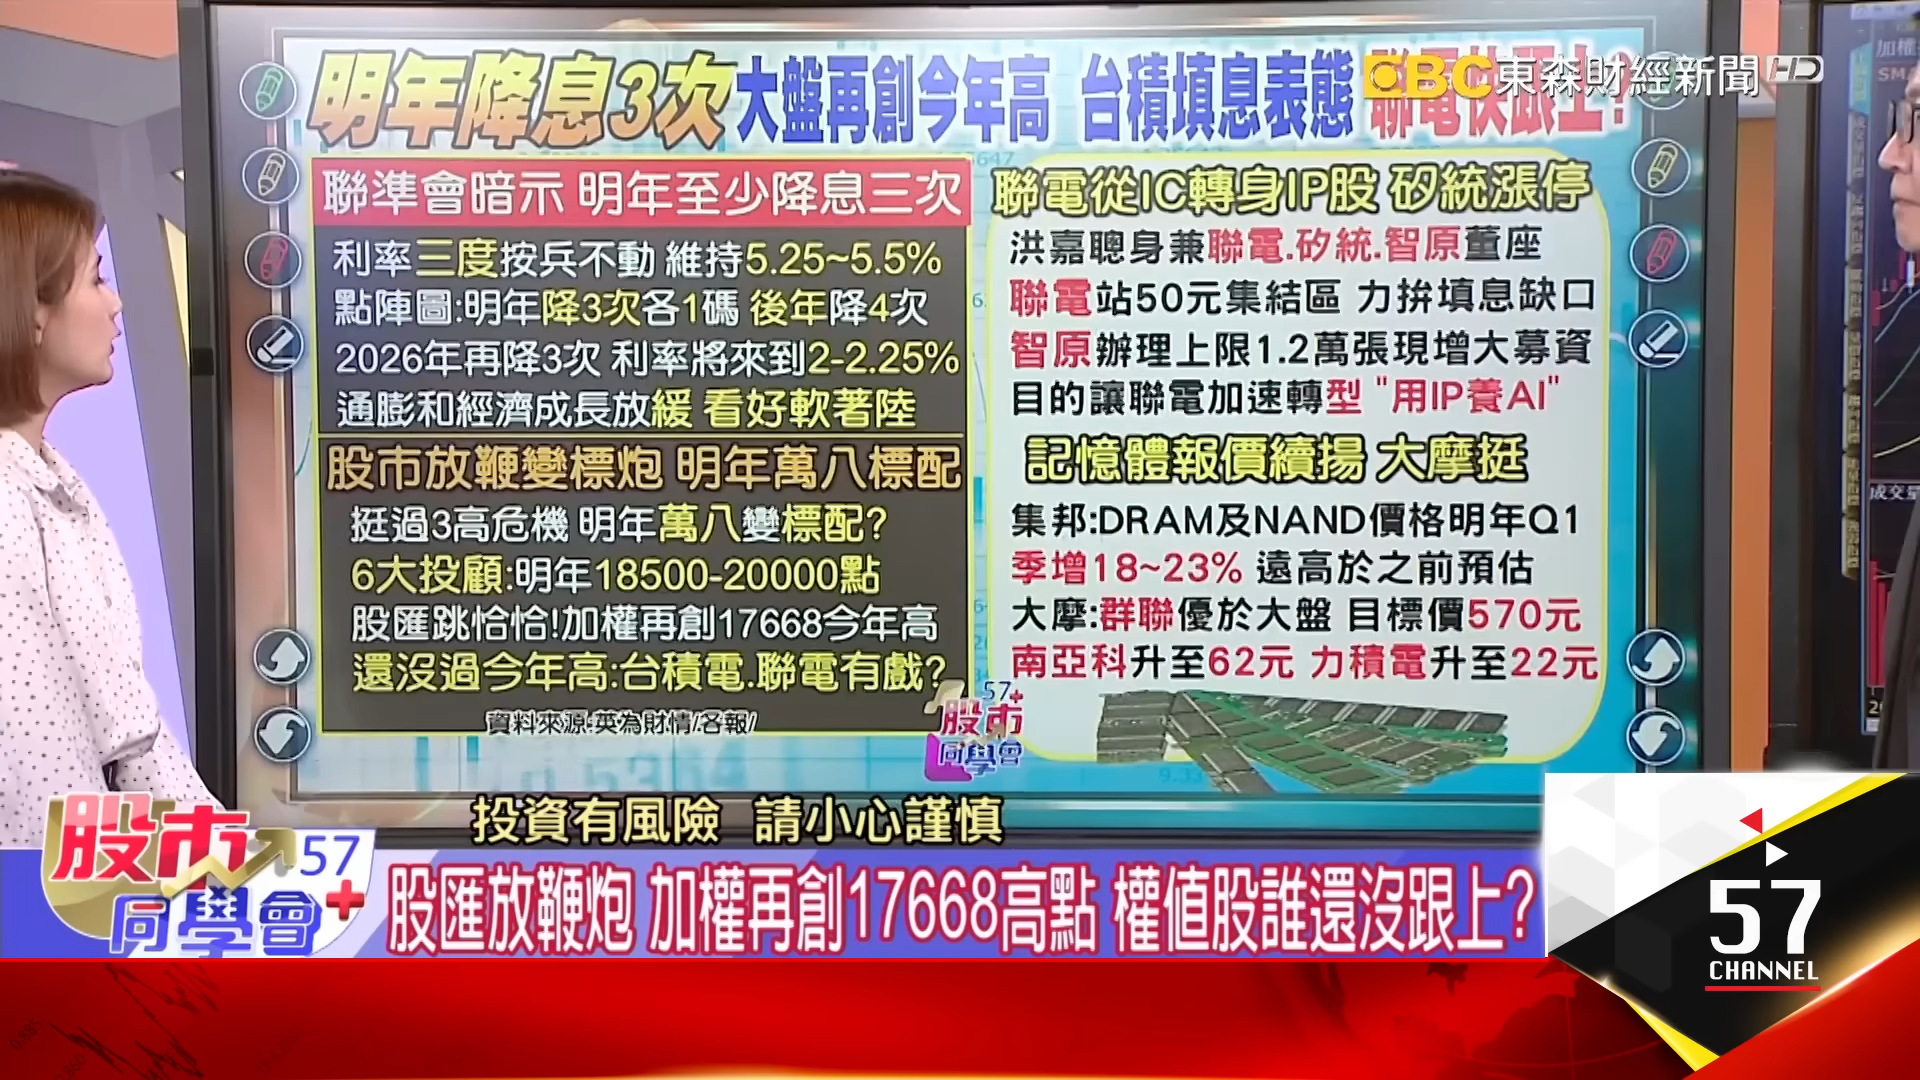 明年降息3次 大盤再創今年高 台積填息表態 聯電快跟上?
EBC 東森財經新聞 HD
聯準會暗示 明年至少降息三次
利率三度按兵不動 維持5.25~5.5%
點陣圖:明年降3次各1碼 後年降4次
2026年再降3次 利率將來到2-2.25%
通膨和經濟成長放緩 看好軟著陸
股市放鞭變標炮 明年萬八標配
挺過3高危機 明年萬八變標配?
6大投顧:明年18500-20000點
股匯跳恰恰!加權再創17668今年高
還沒過今年高:台積電.聯電有戲?
資料來源:英為財情/各報/
聯電從IC轉身IP股 矽統漲停
洪嘉聰身兼聯電.矽統.智原董座
聯電站50元集結區 力拚填息缺口
智原辦理上限1.2萬張現增大募資
目的讓聯電加速轉型 "用IP養AI"
記憶體報價續揚 大摩挺
集邦:DRAM及NAND價格明年Q1
季增18~23% 遠高於之前預估
大摩:群聯優於大盤 目標價570元
南亞科升至62元 力積電升至22元
57+
股市
同學會
投資有風險 請小心謹慎
股市 57
同學會+
股匯放鞭炮 加權再創17668高點 權值股誰還沒跟上?
57
CHANNEL